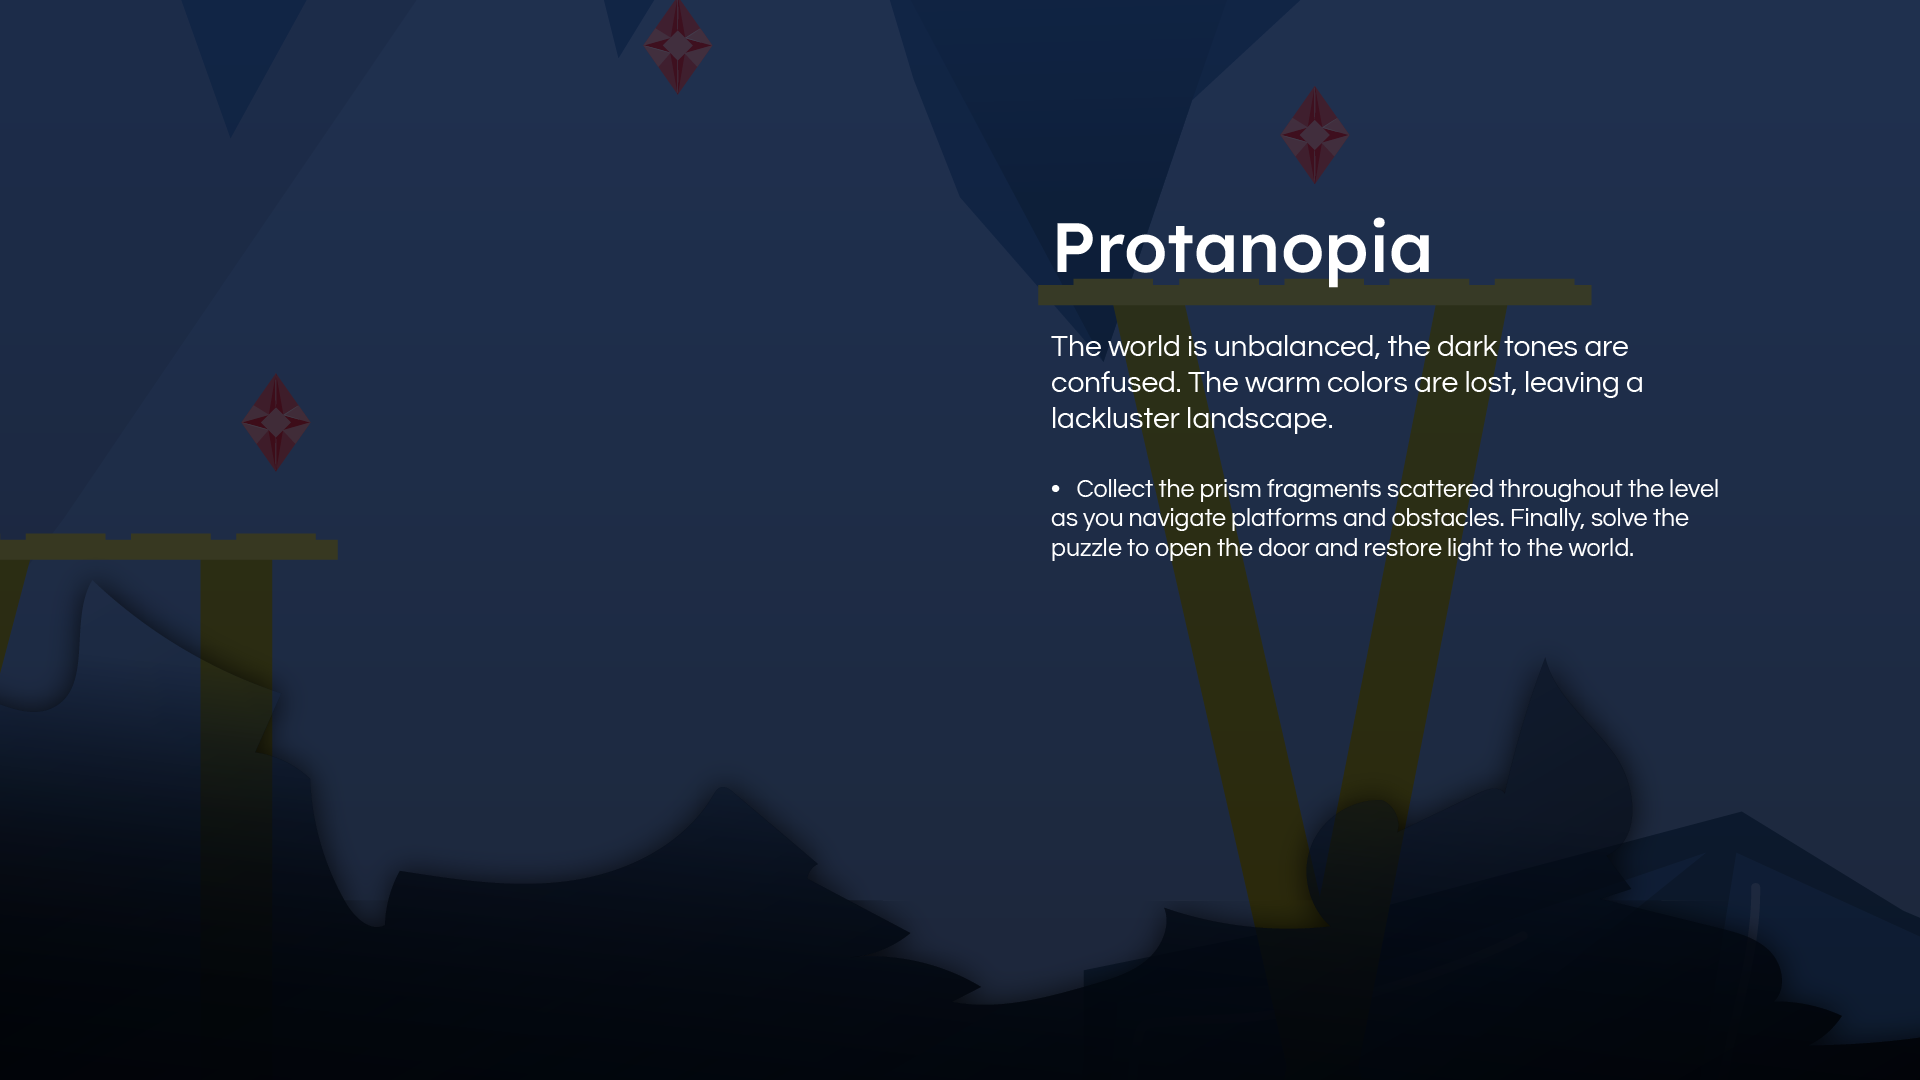 Protanopia
The world is unbalanced, the dark tones are
confused. The warm colors are lost, leaving a
lackluster landscape.
• Collect the prism fragments scattered throughout the level
as you navigate platforms and obstacles. Finally, solve the
puzzle to open the door and restore light to the world.